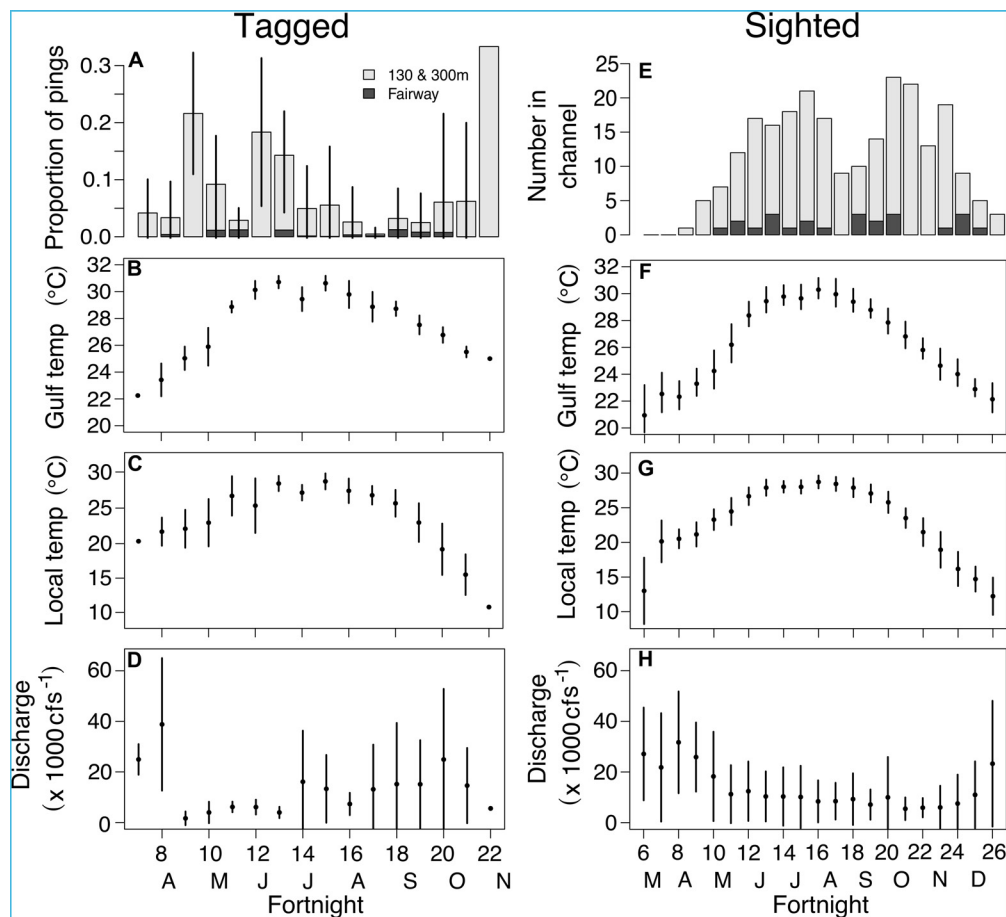 Tagged
A
0.3
0.2
0.1
0.0
Proportion of pings
130 & 300m
Fairway
B
32
30
28
26
24
22
20
Gulf temp (°C)
C
30
25
20
15
10
Local temp (°C)
D
60
40
20
0
Discharge
(x 1000cfs⁻¹)
8 10 12 14 16 18 20 22
A M J J A S O N
Fortnight
Sighted
E
25
20
15
10
5
0
Number in
channel
F
32
30
28
26
24
22
20
Gulf temp (°C)
G
30
25
20
15
10
Local temp (°C)
H
60
40
20
0
Discharge
(x 1000cfs⁻¹)
6 8 10 12 14 16 18 20 22 24 26
M A M J J A S O N D
Fortnight